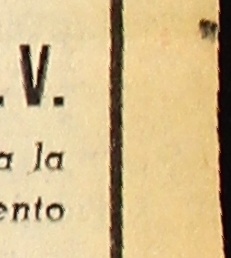 . V.
a la
ento